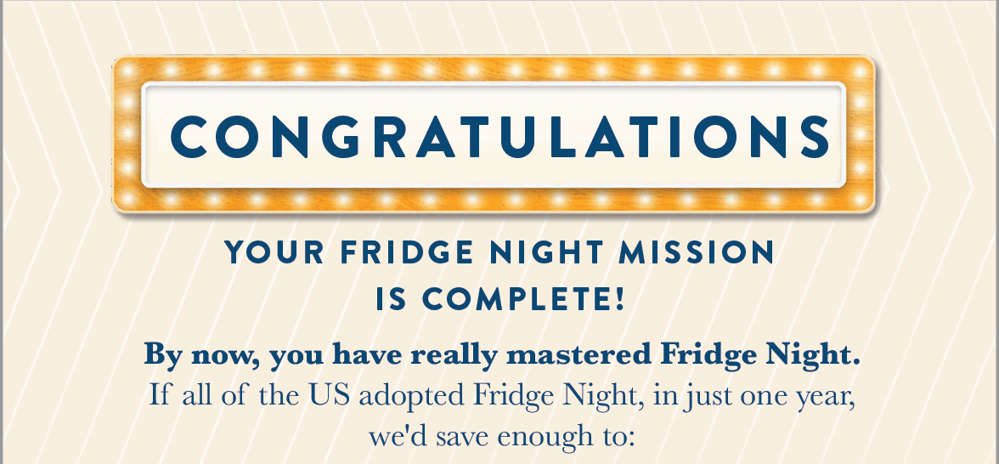 CONGRATULATIONS
YOUR FRIDGE NIGHT MISSION
IS COMPLETE!
By now, you have really mastered Fridge Night.
If all of the US adopted Fridge Night, in just one year,
we'd save enough to: